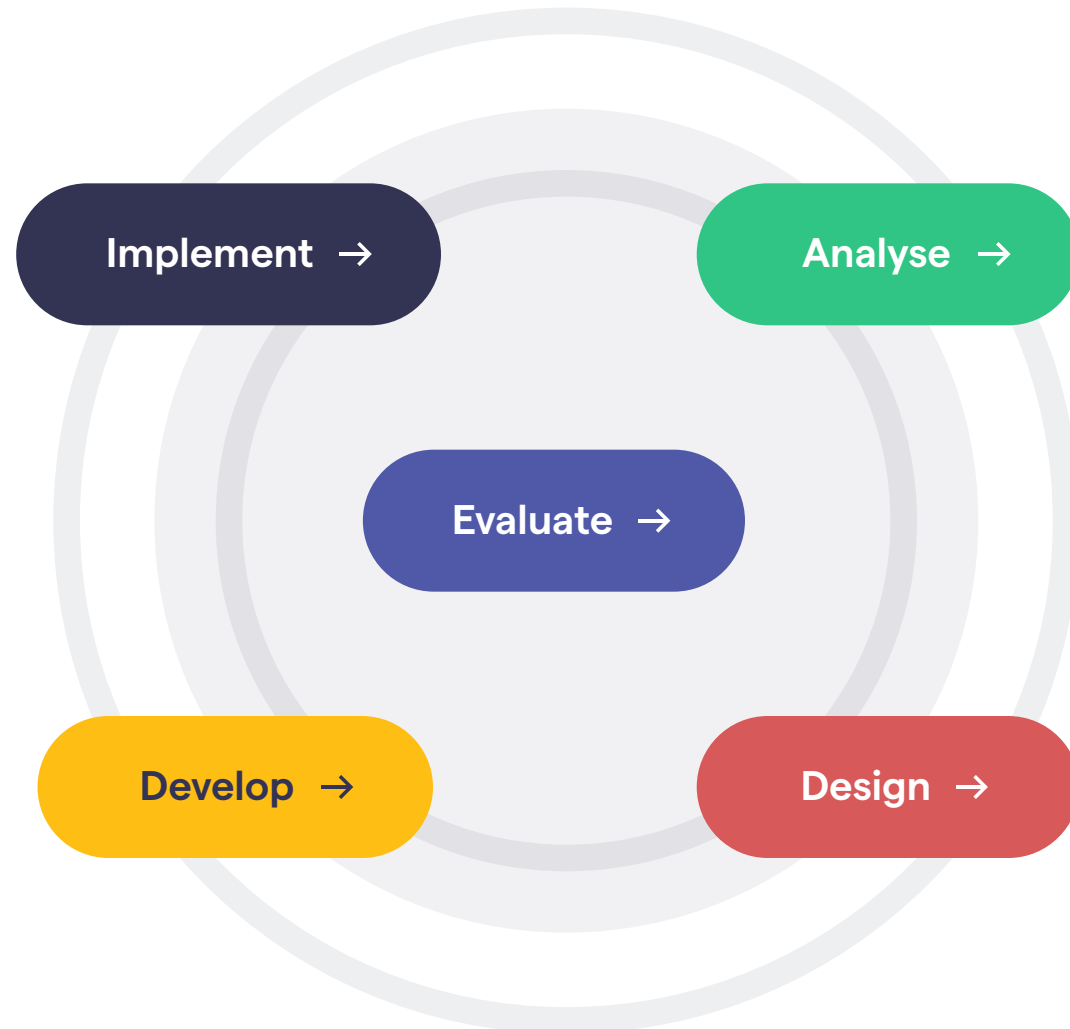 Implement →
Analyse →
Evaluate →
Develop →
Design →